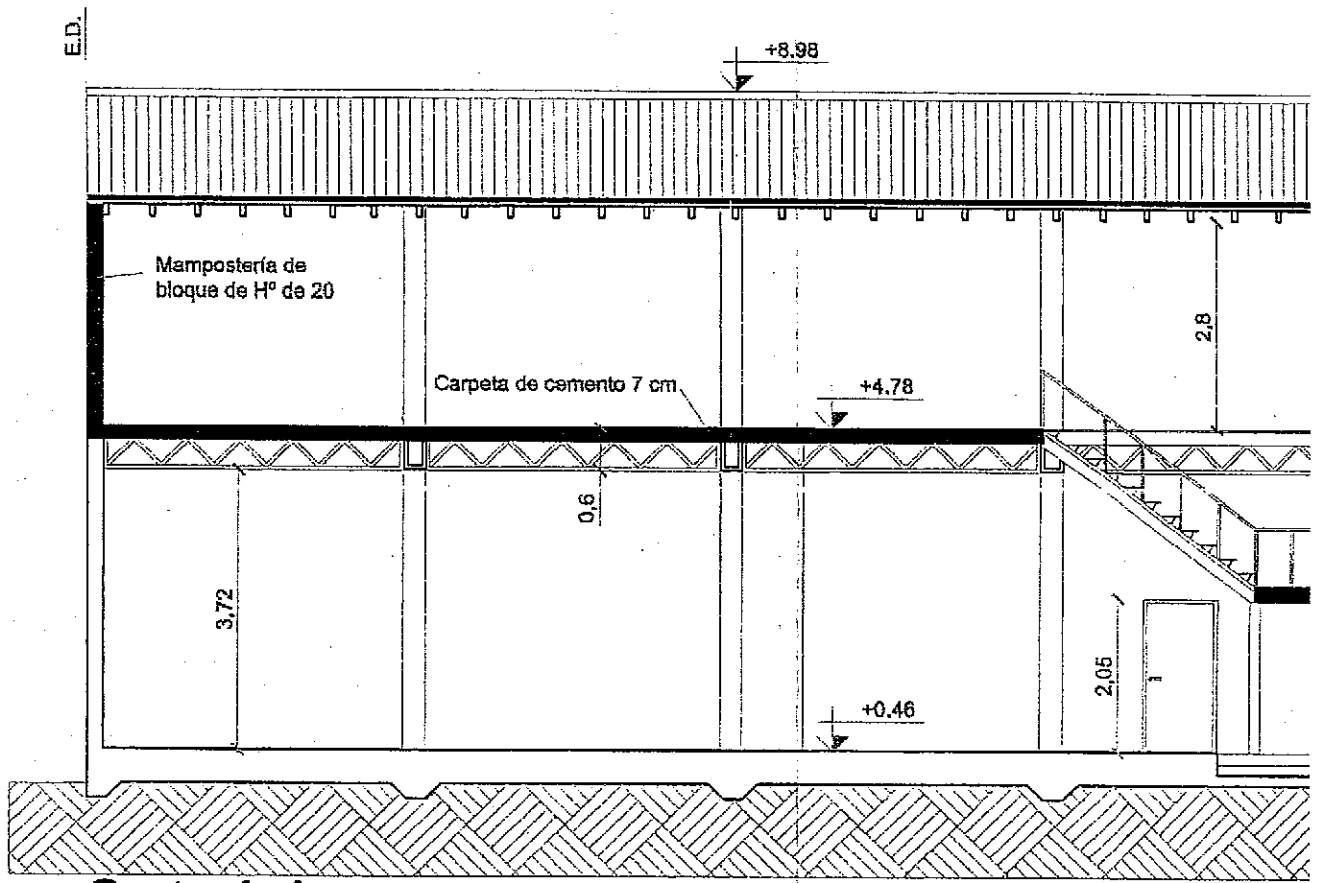 E.D.
+8.98
Mampostería de
bloque de Hº de 20
2,8
Carpeta de cemento 7 cm
+4.78
0,6
3,72
2,05
+0.46